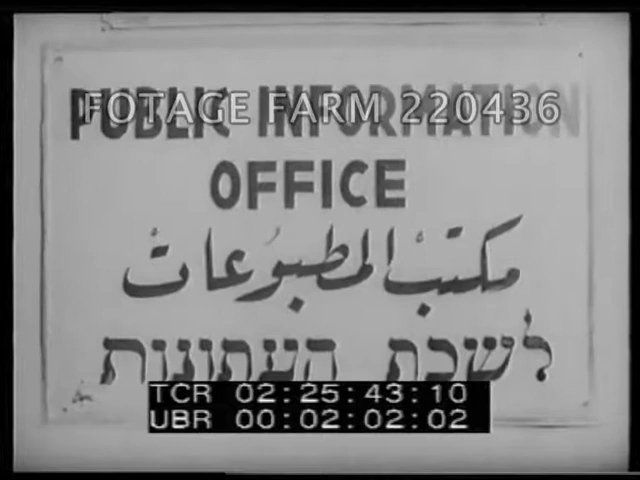 FOTAGE FARM 220436
PUBLIC INFORMATION
OFFICE
مكتب المطبوعات
לשכת העתונות
TCR 02:25:43:10
UBR 00:02:02:02